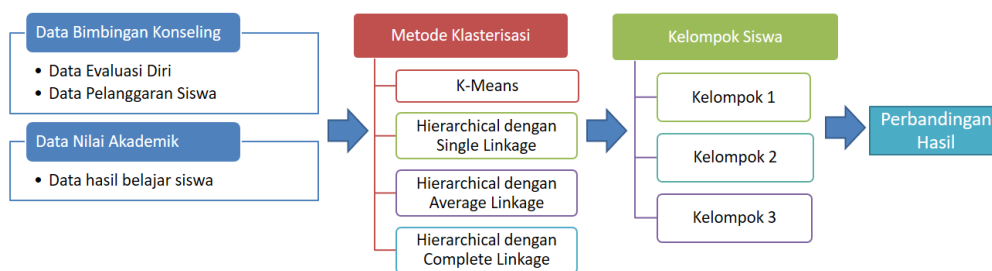 Data Bimbingan Konseling
• Data Evaluasi Diri
• Data Pelanggaran Siswa
Data Nilai Akademik
• Data hasil belajar siswa
Metode Klasterisasi
K-Means
Hierarchical dengan
Single Linkage
Hierarchical dengan
Average Linkage
Hierarchical dengan
Complete Linkage
Kelompok Siswa
Kelompok 1
Kelompok 2
Kelompok 3
Perbandingan
Hasil